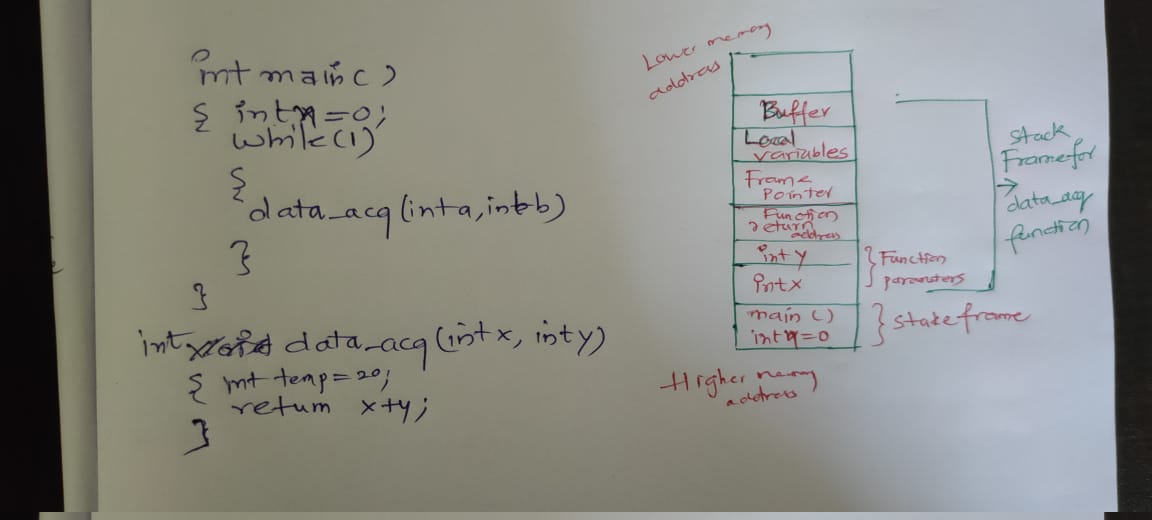 int main()
{ int n=0;
while(1)
{
data_acq (int a, int b)
}
}
int data_acq (int x, int y)
{ int temp=20;
return x+y;
}
Lower memory
address
Buffer
Local
variables
Frame
Pointer
Function
return
address
int y
int x
main ()
int n=0
Higher memory
address
} Function
parameters
} stake frame
stack
Frame for
→
data_acq
function